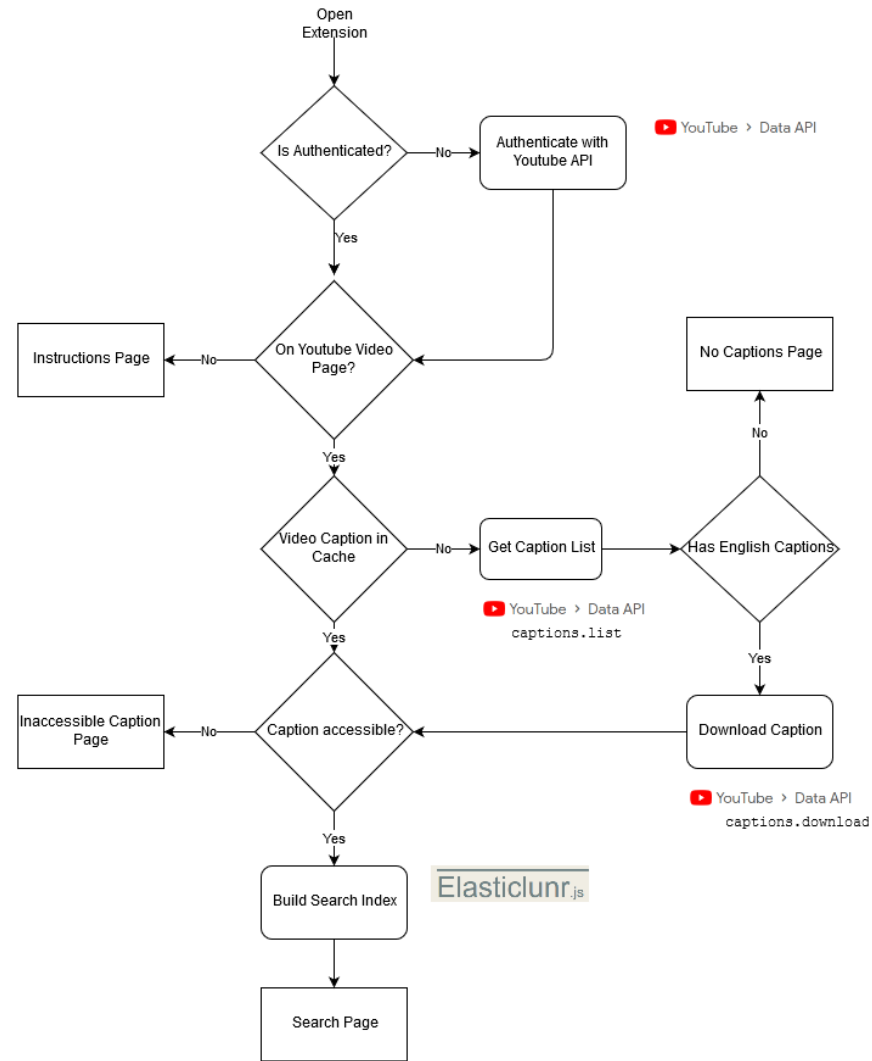 Open
Extension
Is Authenticated?
No
Authenticate with
Youtube API
YouTube > Data API
Yes
Instructions Page
No
On Youtube Video
Page?
No Captions Page
No
Yes
Video Caption in
Cache
No
Get Caption List
Has English Captions
YouTube > Data API
captions.list
Yes
Yes
Inaccessible Caption
Page
No
Caption accessible?
Download Caption
YouTube > Data API
captions.download
Yes
Build Search Index
Elasticlunr.js
Search Page